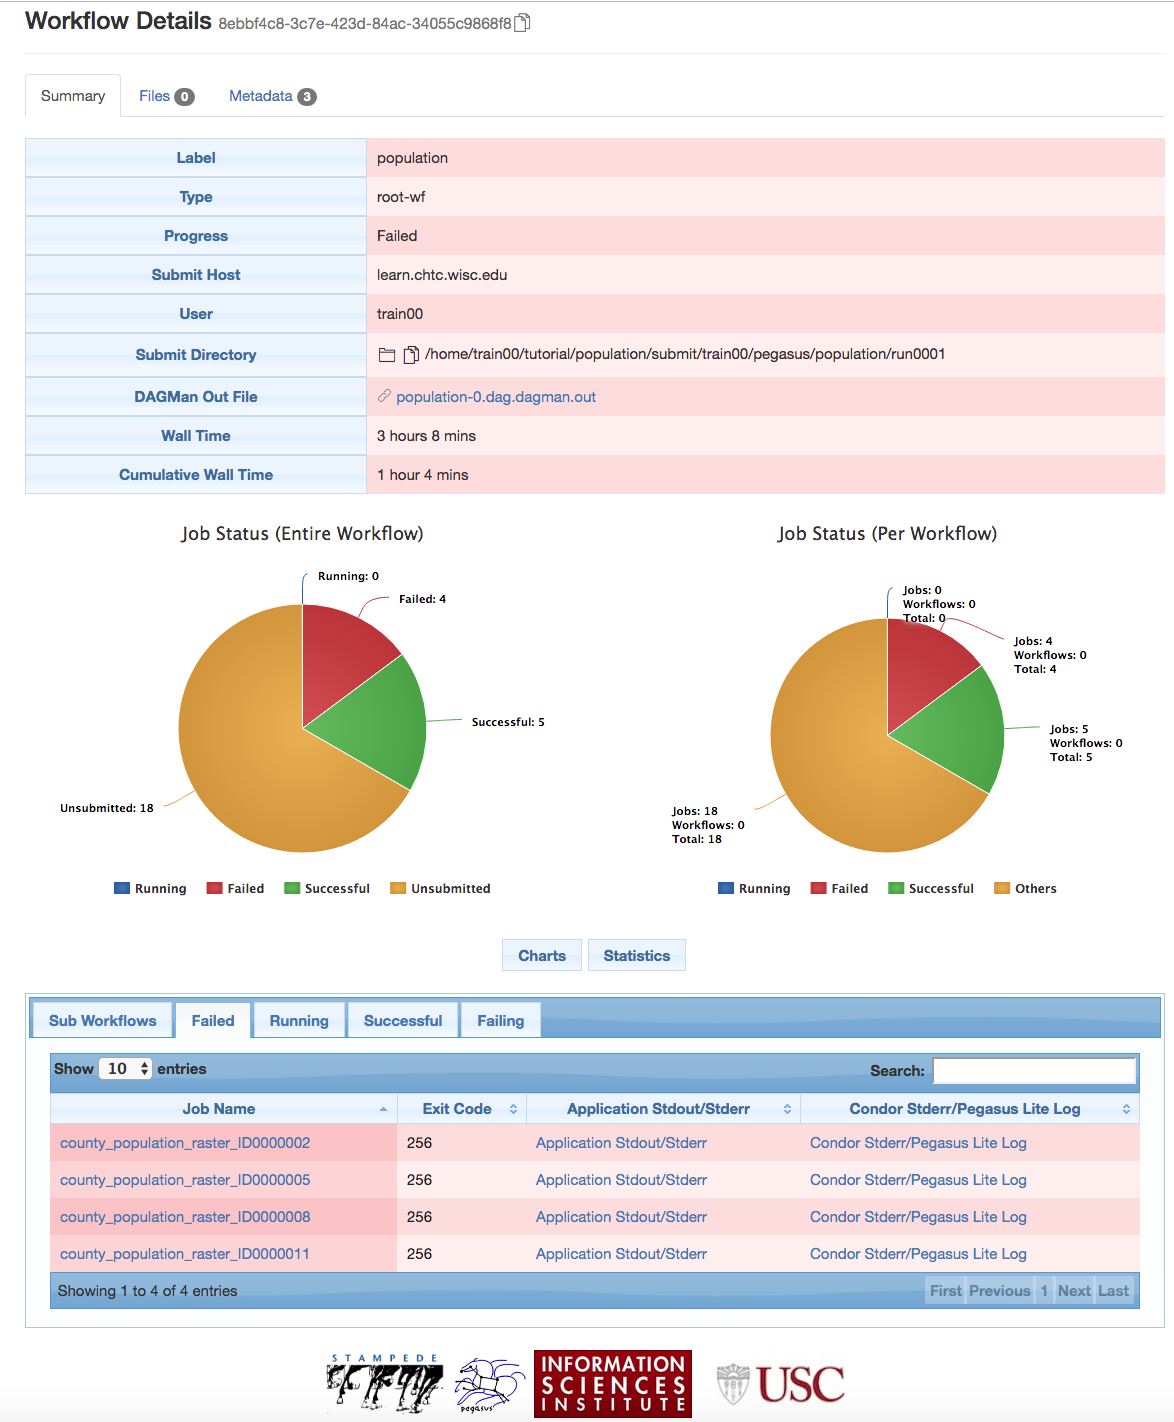 Workflow Details 8ebbf4c8-3c7e-423d-84ac-34055c9868f8
Summary Files 0 Metadata 3
Label population
Type root-wf
Progress Failed
Submit Host learn.chtc.wisc.edu
User train00
Submit Directory /home/train00/tutorial/population/submit/train00/pegasus/population/run0001
DAGMan Out File population-0.dag.dagman.out
Wall Time 3 hours 8 mins
Cumulative Wall Time 1 hour 4 mins
Job Status (Entire Workflow)
Running: 0
Failed: 4
Successful: 5
Unsubmitted: 18
Running Failed Successful Unsubmitted
Job Status (Per Workflow)
Jobs: 0
Workflows: 0
Total: 0
Jobs: 4
Workflows: 0
Total: 4
Jobs: 5
Workflows: 0
Total: 5
Jobs: 18
Workflows: 0
Total: 18
Running Failed Successful Others
Charts Statistics
Sub Workflows Failed Running Successful Failing
Show 10 entries Search:
Job Name Exit Code Application Stdout/Stderr Condor Stderr/Pegasus Lite Log
county_population_raster_ID0000002 256 Application Stdout/Stderr Condor Stderr/Pegasus Lite Log
county_population_raster_ID0000005 256 Application Stdout/Stderr Condor Stderr/Pegasus Lite Log
county_population_raster_ID0000008 256 Application Stdout/Stderr Condor Stderr/Pegasus Lite Log
county_population_raster_ID0000011 256 Application Stdout/Stderr Condor Stderr/Pegasus Lite Log
Showing 1 to 4 of 4 entries First Previous 1 Next Last
STAMPEDE
pegasus
INFORMATION
SCIENCES
INSTITUTE
USC